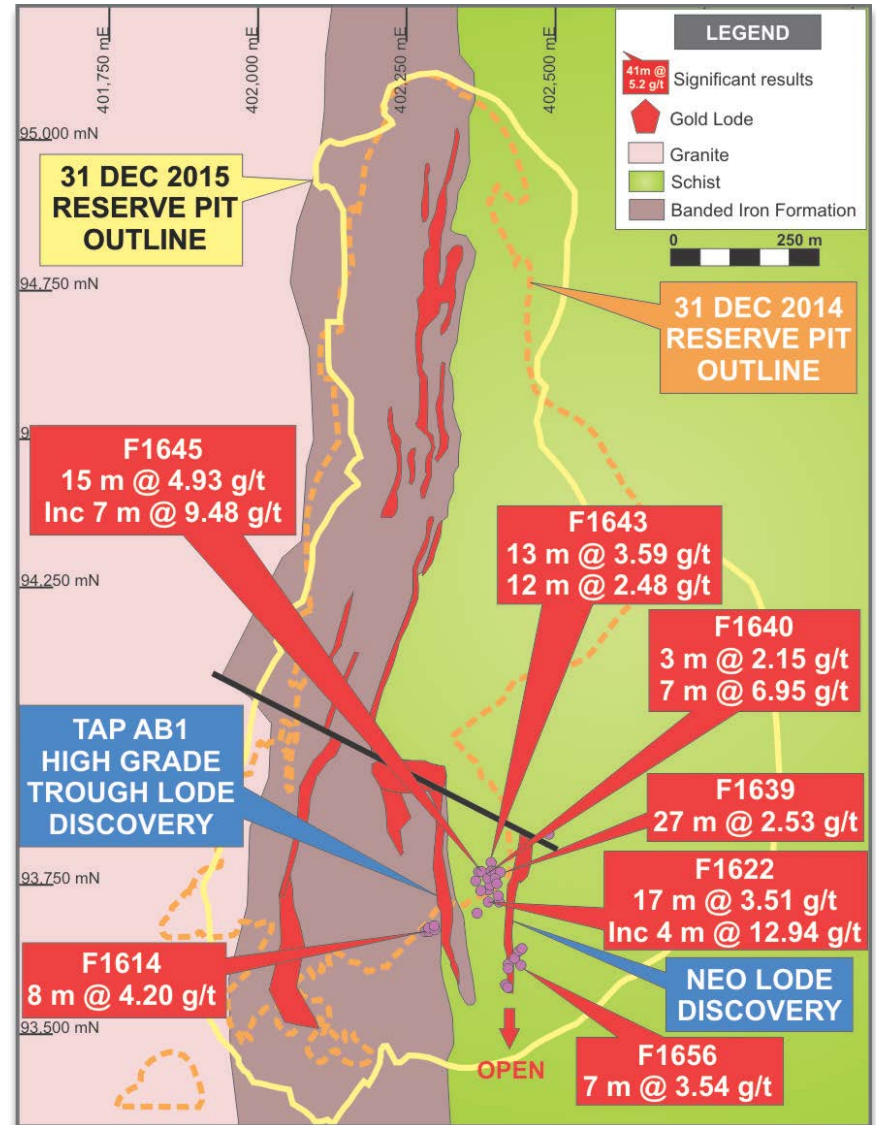 401,750 mE
402,000 mE
402,250 mE
402,500 mE
LEGEND
41m @
5.2 g/t
Significant results
Gold Lode
Granite
Schist
Banded Iron Formation
0 250 m
95.000 mN
31 DEC 2015
RESERVE PIT
OUTLINE
94.750 mN
31 DEC 2014
RESERVE PIT
OUTLINE
F1645
15 m @ 4.93 g/t
Inc 7 m @ 9.48 g/t
F1643
13 m @ 3.59 g/t
12 m @ 2.48 g/t
94.250 mN
F1640
3 m @ 2.15 g/t
7 m @ 6.95 g/t
TAP AB1
HIGH GRADE
TROUGH LODE
DISCOVERY
F1639
27 m @ 2.53 g/t
93.750 mN
F1622
17 m @ 3.51 g/t
Inc 4 m @ 12.94 g/t
F1614
8 m @ 4.20 g/t
NEO LODE
DISCOVERY
93.500 mN
F1656
7 m @ 3.54 g/t
OPEN